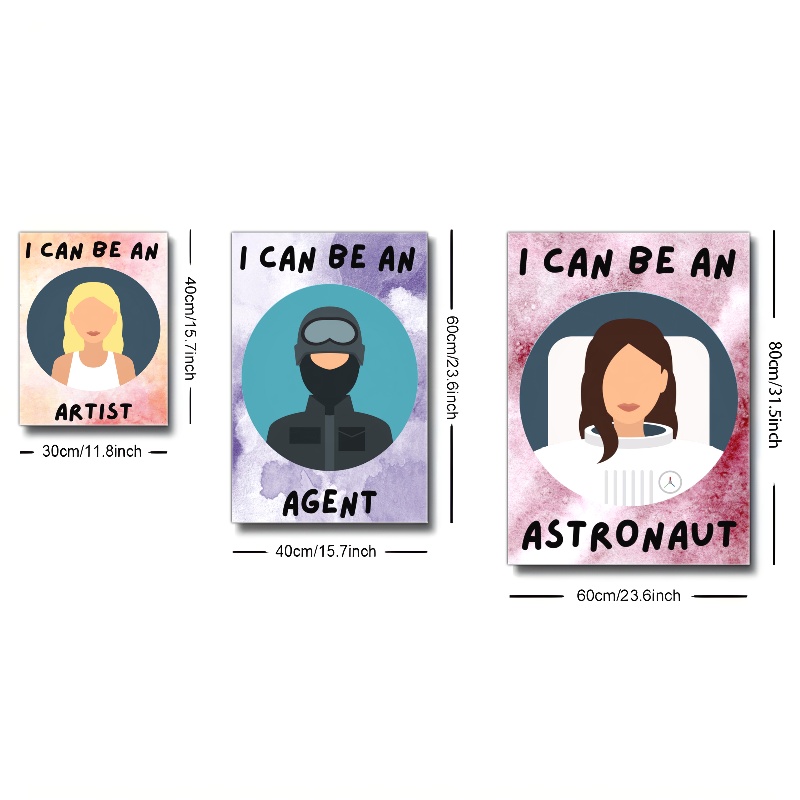 I CAN BE AN
ARTIST
40cm/15.7inch
30cm/11.8inch
I CAN BE AN
AGENT
60cm/23.6inch
40cm/15.7inch
I CAN BE AN
ASTRONAUT
80cm/31.5inch
60cm/23.6inch